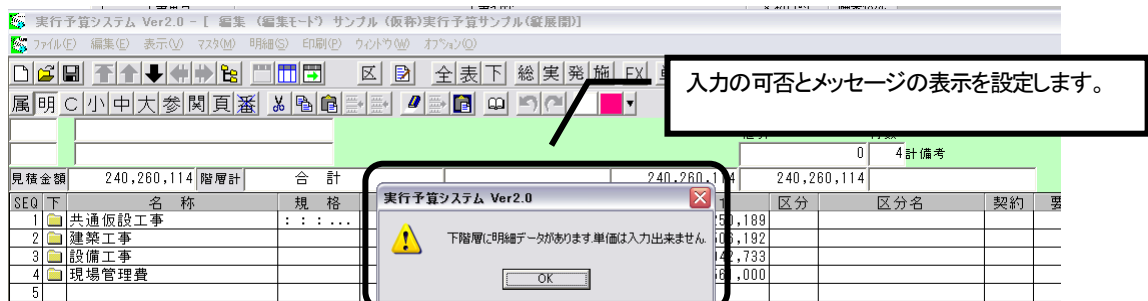 実行予算システム Ver2.0 - [ 編集 (編集ﾓｰﾄﾞ) サンプル (仮称)実行予算サンプル(縦展開)]
ﾌｧｲﾙ(F) 編集(E) 表示(V) ﾏｽﾀ(M) 明細(S) 印刷(P) ｳｨﾝﾄﾞｳ(W) ｵﾌﾟｼｮﾝ(O)
区 全 表 下 総 実 発 施 EX
入力の可否とメッセージの表示を設定します。
属 明 C 小 中 大 参 関 頁 番
0 4 計備考
見積金額 240,260,114 階層計 合 計 240,260,114 240,260,114
SEQ 下 名 称 規 格 区分 区分名 契約
1 共通仮設工事 : : : ... ,189
2 建築工事 ,192
3 設備工事 ,733
4 現場管理費 ,000
5
実行予算システム Ver2.0
下階層に明細データがあります.単価は入力出来ません.
OK